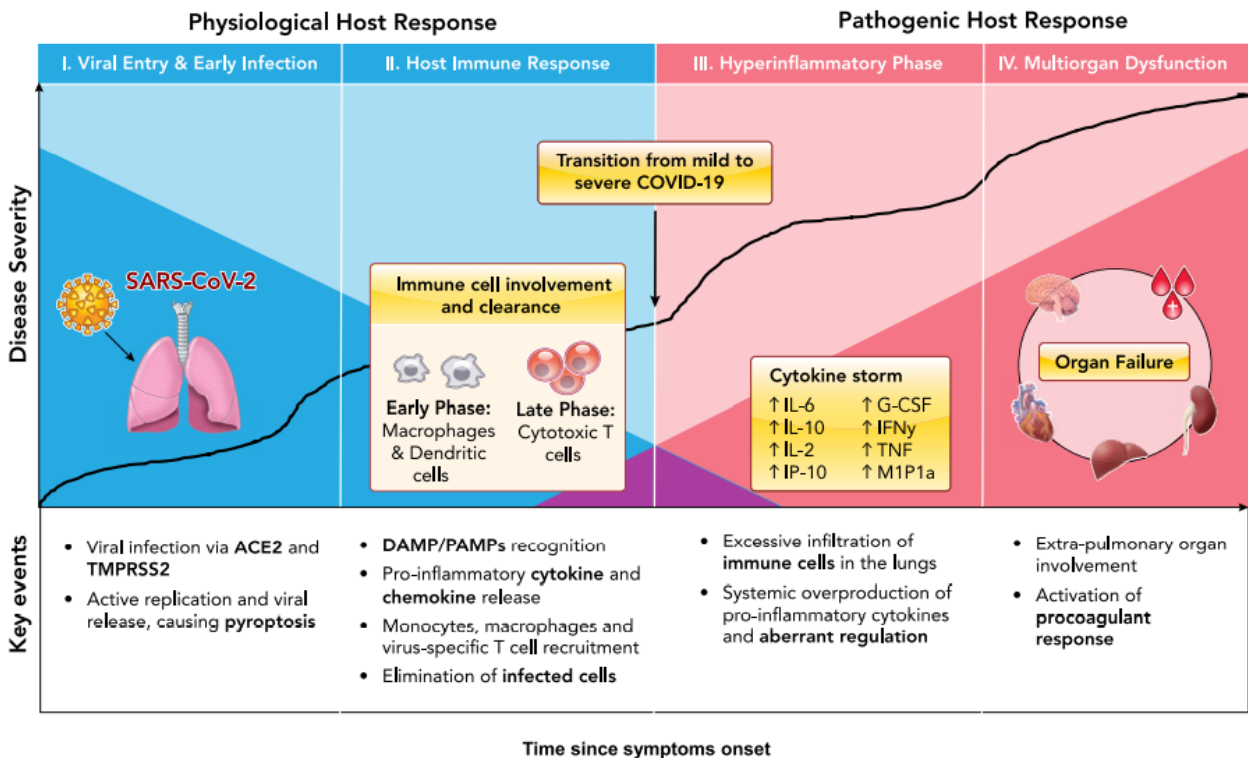 Physiological Host Response
Pathogenic Host Response
I. Viral Entry & Early Infection
II. Host Immune Response
III. Hyperinflammatory Phase
IV. Multiorgan Dysfunction
Disease Severity
Transition from mild to
severe COVID-19
SARS-CoV-2
Immune cell involvement
and clearance
Early Phase:
Macrophages
& Dendritic
cells
Late Phase:
Cytotoxic T
cells
Cytokine storm
↑ IL-6
↑ IL-10
↑ IL-2
↑ IP-10
↑ G-CSF
↑ IFNy
↑ TNF
↑ M1P1a
Organ Failure
Key events
• Viral infection via ACE2 and
TMPRSS2
• Active replication and viral
release, causing pyroptosis
• DAMP/PAMPs recognition
• Pro-inflammatory cytokine and
chemokine release
• Monocytes, macrophages and
virus-specific T cell recruitment
• Elimination of infected cells
• Excessive infiltration of
immune cells in the lungs
• Systemic overproduction of
pro-inflammatory cytokines
and aberrant regulation
• Extra-pulmonary organ
involvement
• Activation of
procoagulant
response
Time since symptoms onset